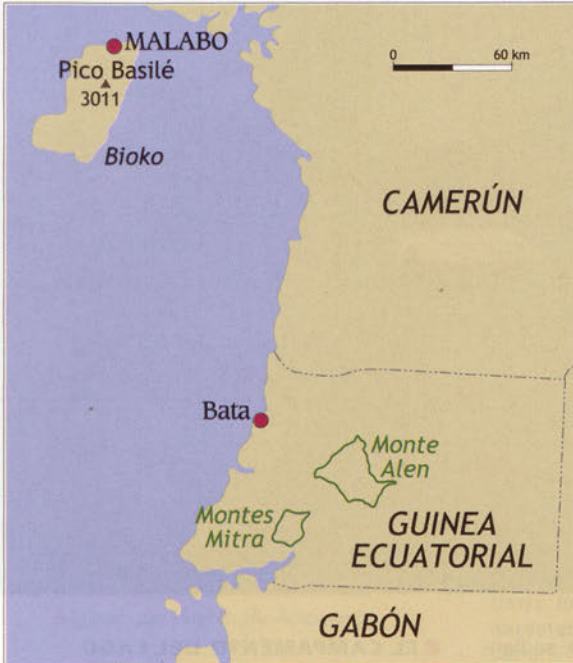 MALABO
Pico Basilé
3011
Bioko
0 60 km
CAMERÚN
Bata
Monte
Alen
Montes
Mitra
GUINEA
ECUATORIAL
GABÓN